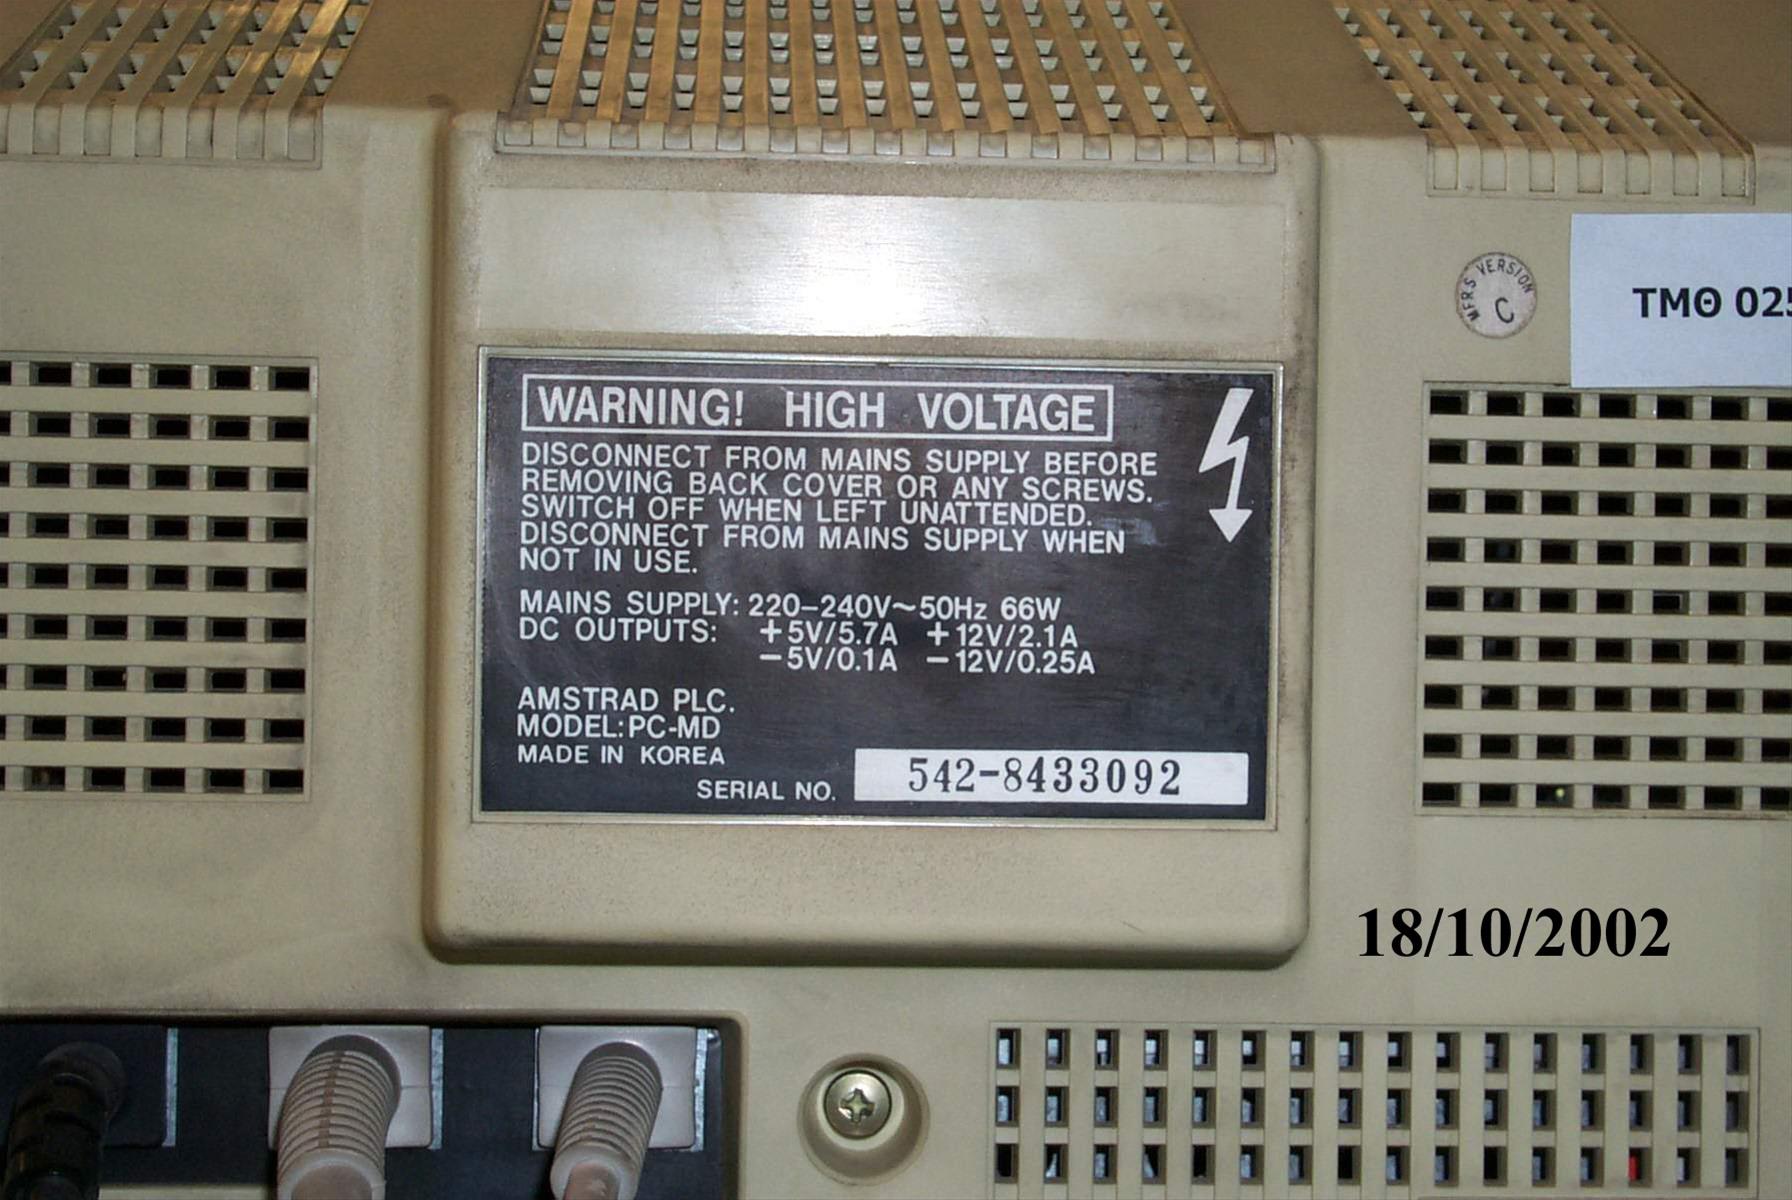 MFRS VERSION
C
ΤΜΘ 025
WARNING! HIGH VOLTAGE
DISCONNECT FROM MAINS SUPPLY BEFORE
REMOVING BACK COVER OR ANY SCREWS.
SWITCH OFF WHEN LEFT UNATTENDED.
DISCONNECT FROM MAINS SUPPLY WHEN
NOT IN USE.
MAINS SUPPLY: 220–240V~50Hz 66W
DC OUTPUTS: +5V/5.7A +12V/2.1A
−5V/0.1A −12V/0.25A
AMSTRAD PLC.
MODEL:PC-MD
MADE IN KOREA
SERIAL NO. 542-8433092
18/10/2002